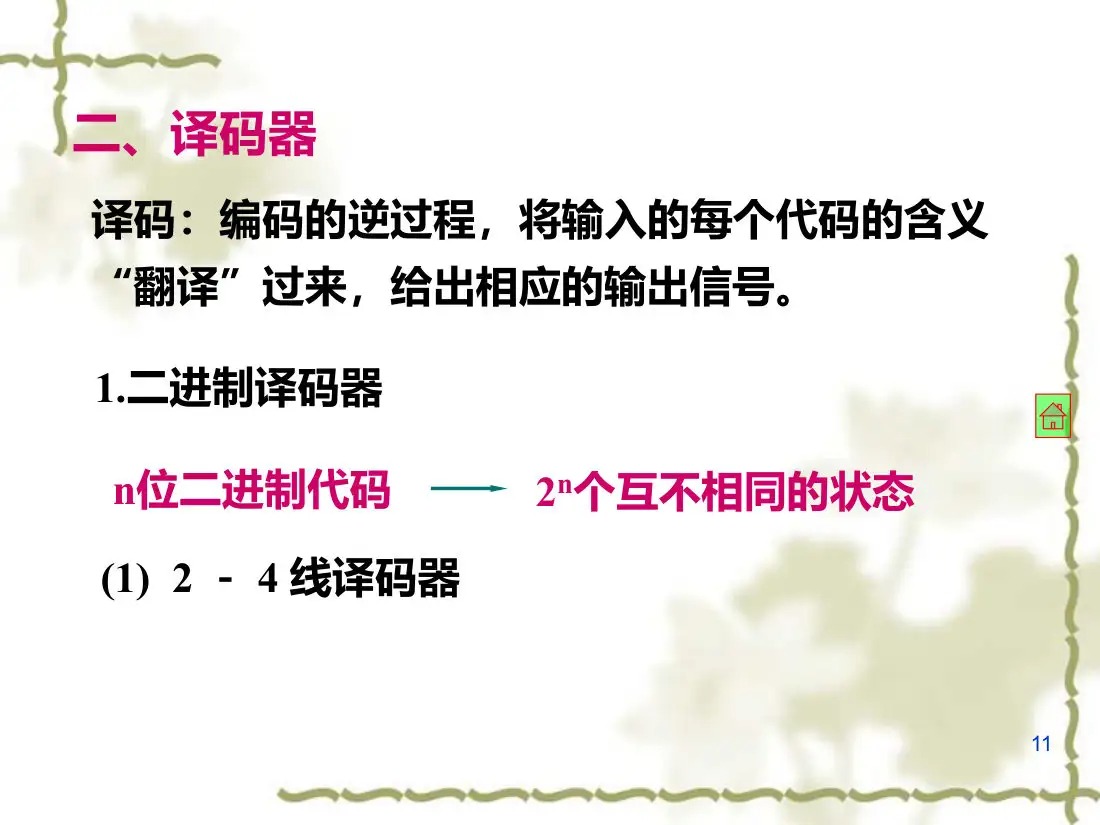 二、译码器
译码：编码的逆过程，将输入的每个代码的含义
“翻译”过来，给出相应的输出信号。
1.二进制译码器
n位二进制代码 2ⁿ个互不相同的状态
(1) 2 － 4 线译码器
11